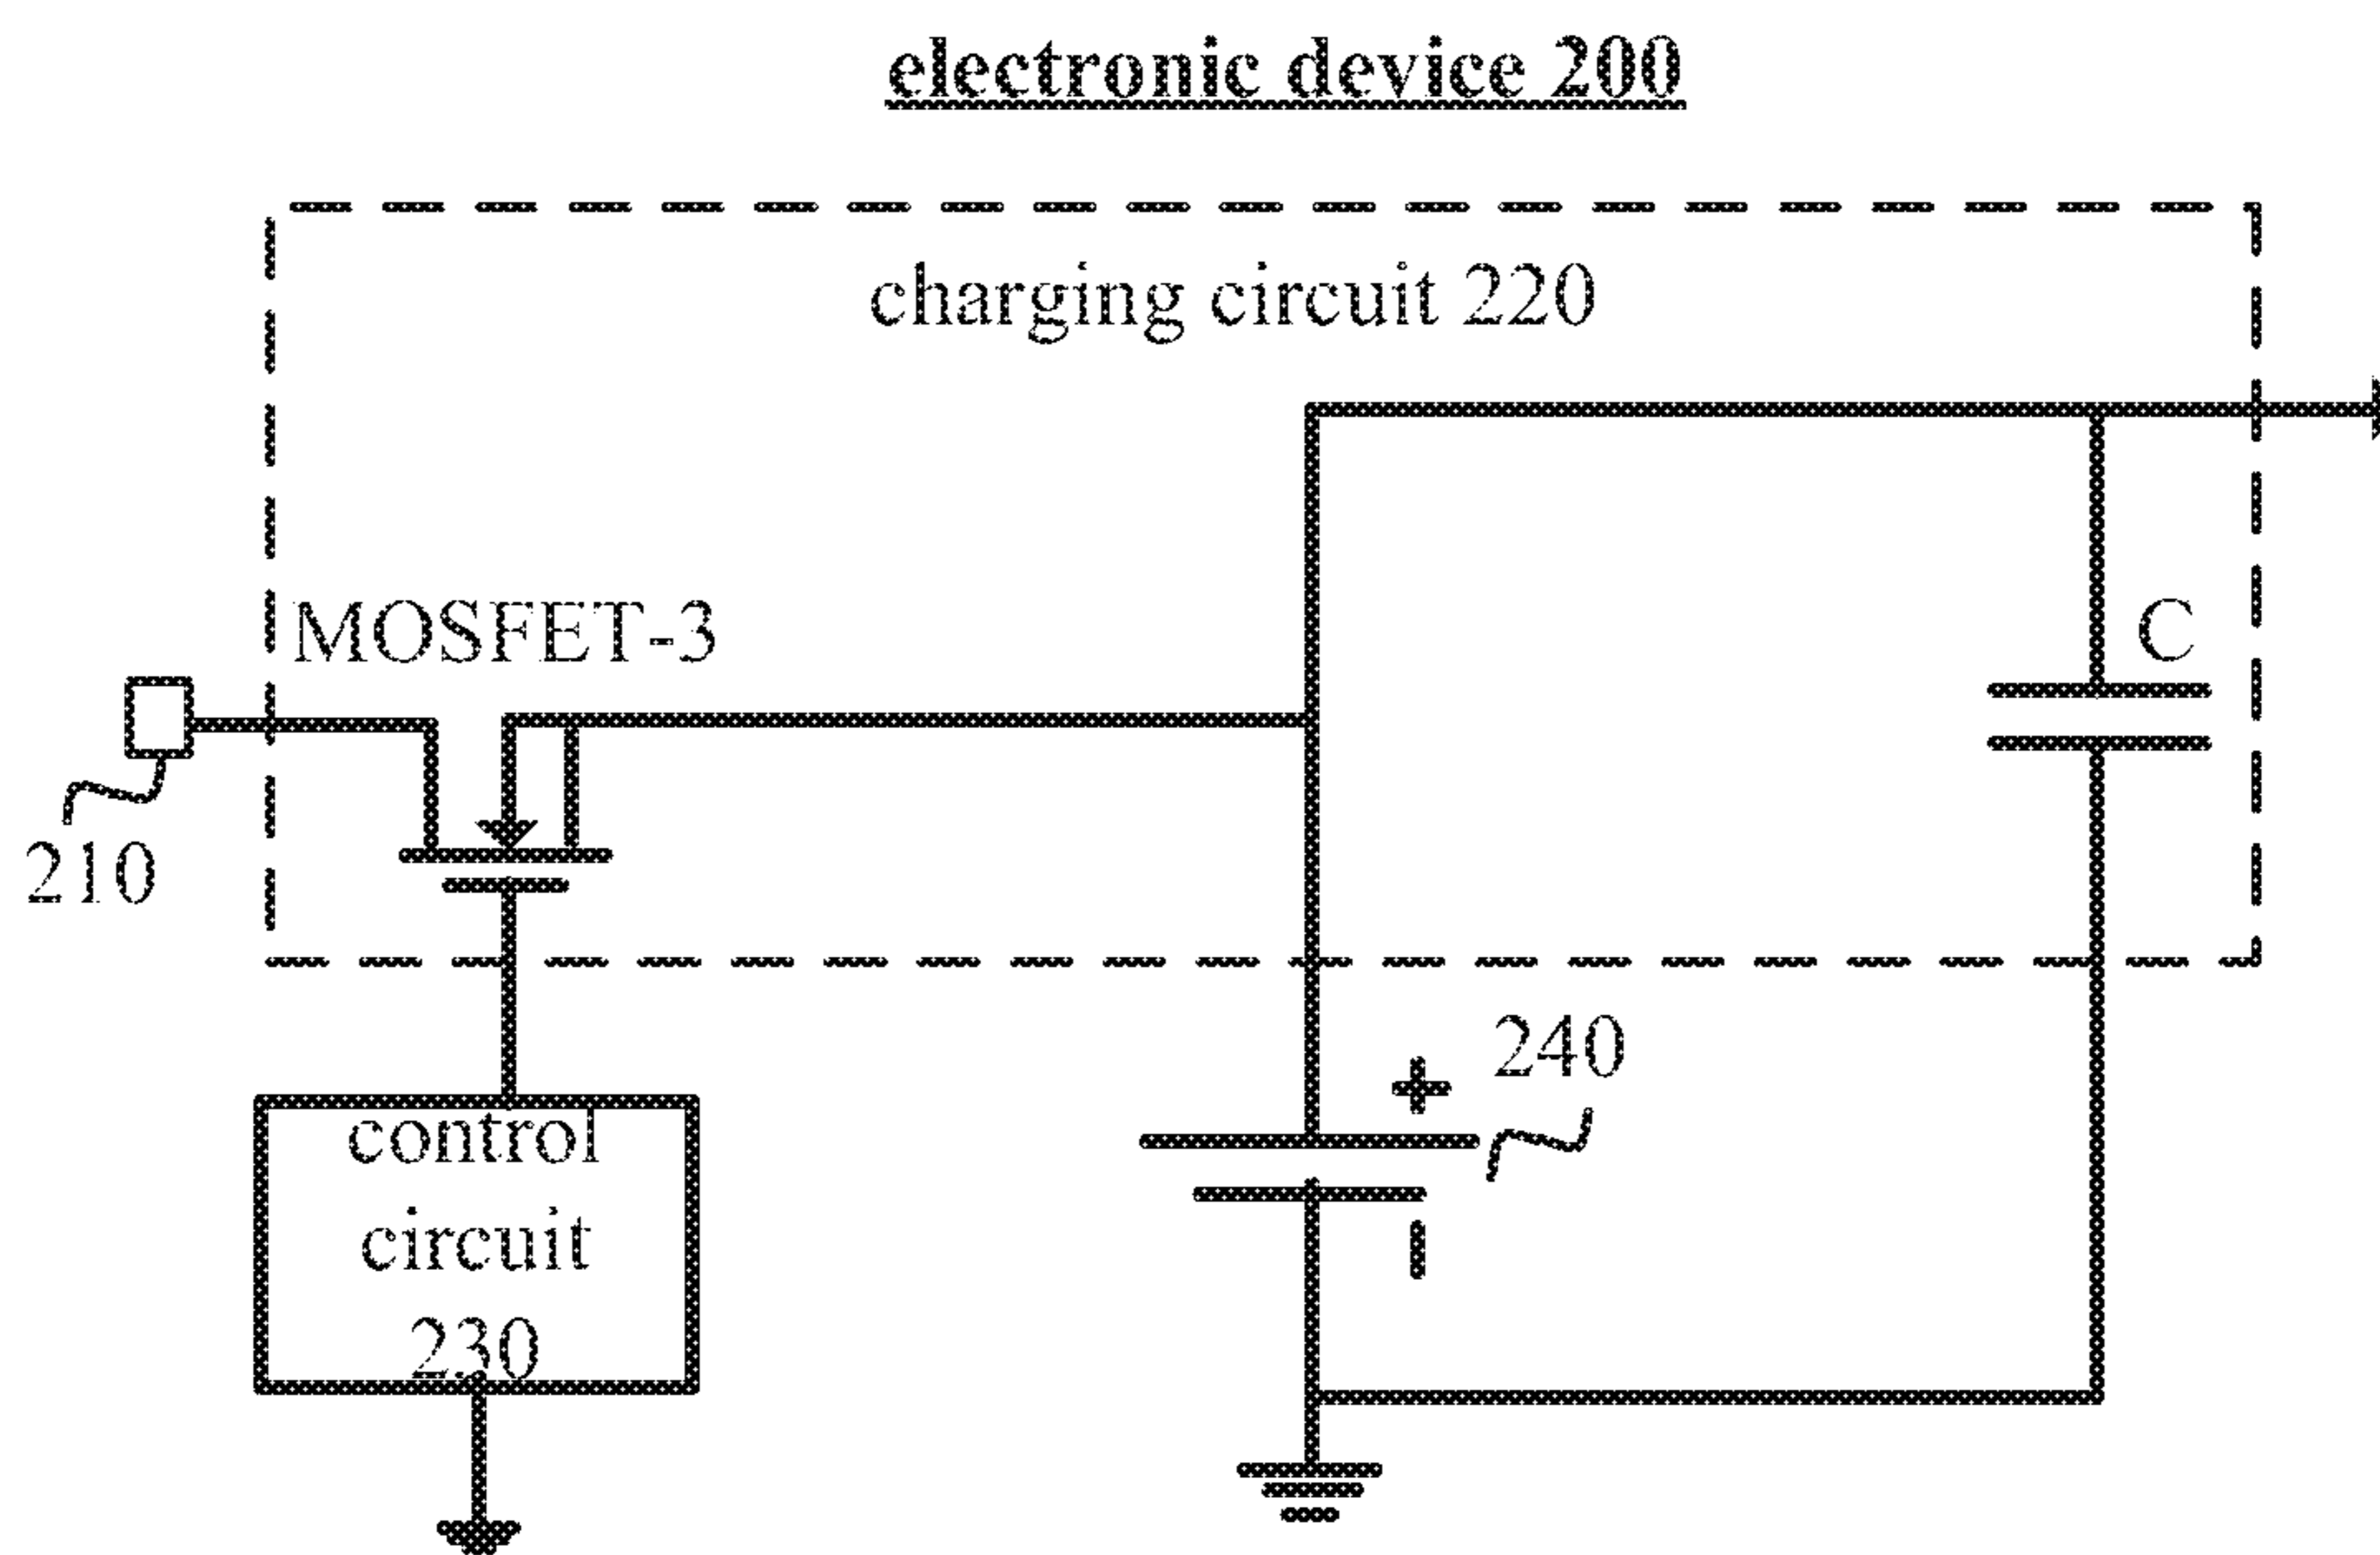 electronic device 200
charging circuit 220
MOSFET-3
C
210
240
+
-
control
circuit
230